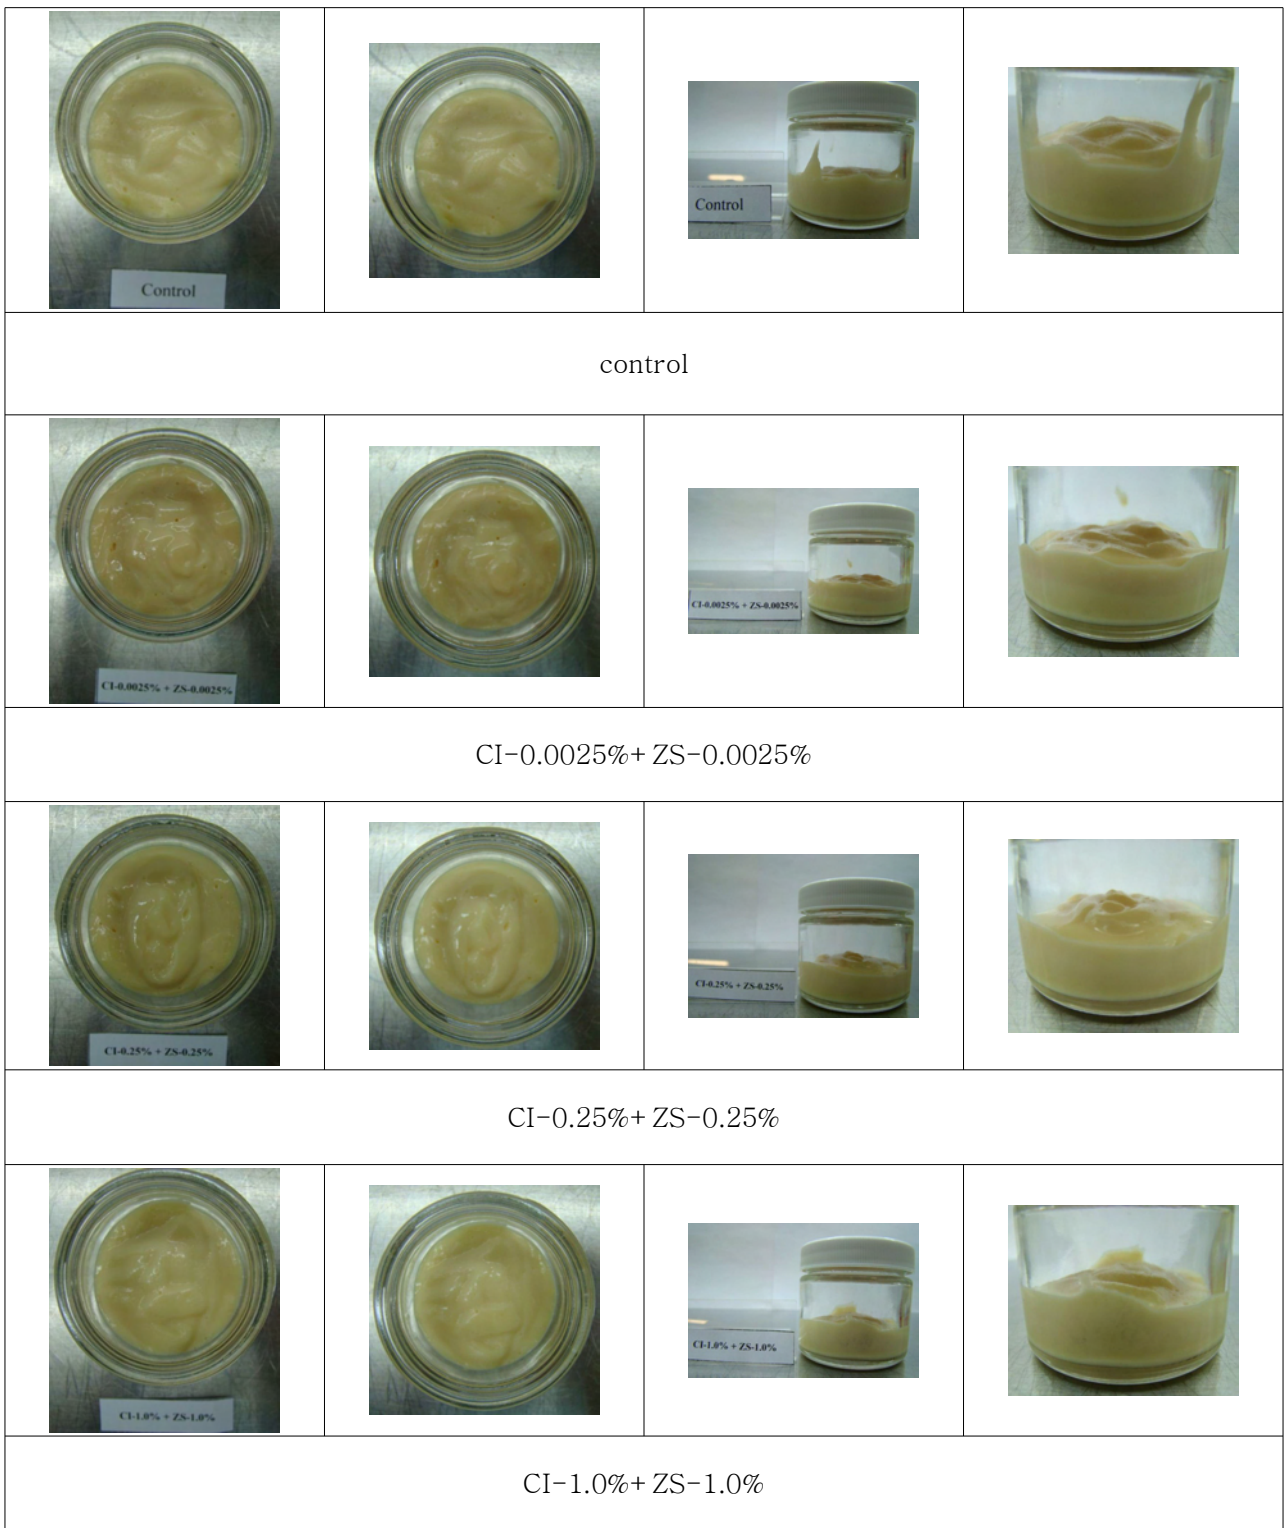 Control
Control
control
CI-0.0025% + ZS-0.0025%
CI-0.0025% + ZS-0.0025%
CI-0.0025%+ ZS-0.0025%
CI-0.25% + ZS-0.25%
CI-0.25% + ZS-0.25%
CI-0.25%+ ZS-0.25%
CI-1.0% + ZS-1.0%
CI-1.0% + ZS-1.0%
CI-1.0%+ ZS-1.0%